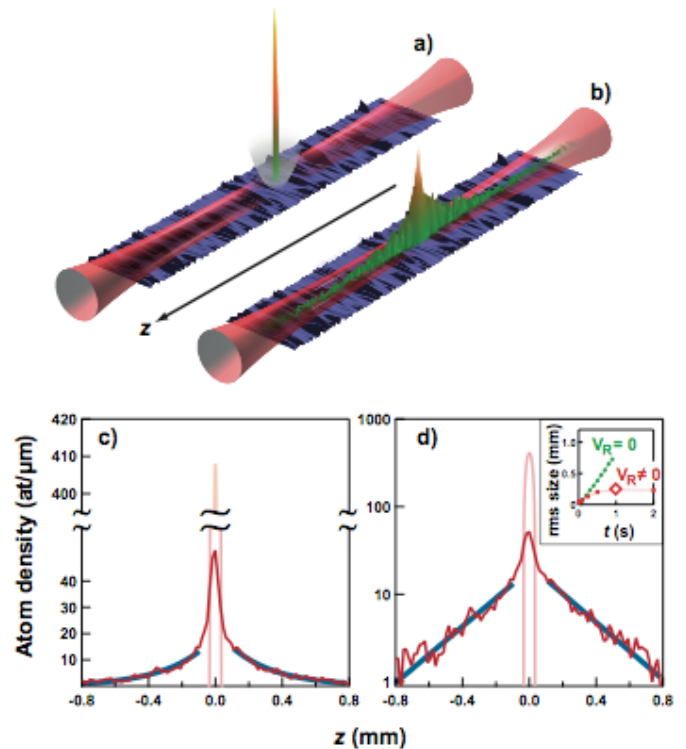 a)
b)
z
c)
d)
Atom density (at/µm)
420
410
400
40
30
20
10
-0.8
-0.4
0.0
0.4
0.8
1000
100
10
1
-0.8
-0.4
0.0
0.4
0.8
rms size (mm)
1.0
0.5
0.0
V_R = 0
V_R ≠ 0
0
1
2
t (s)
z (mm)